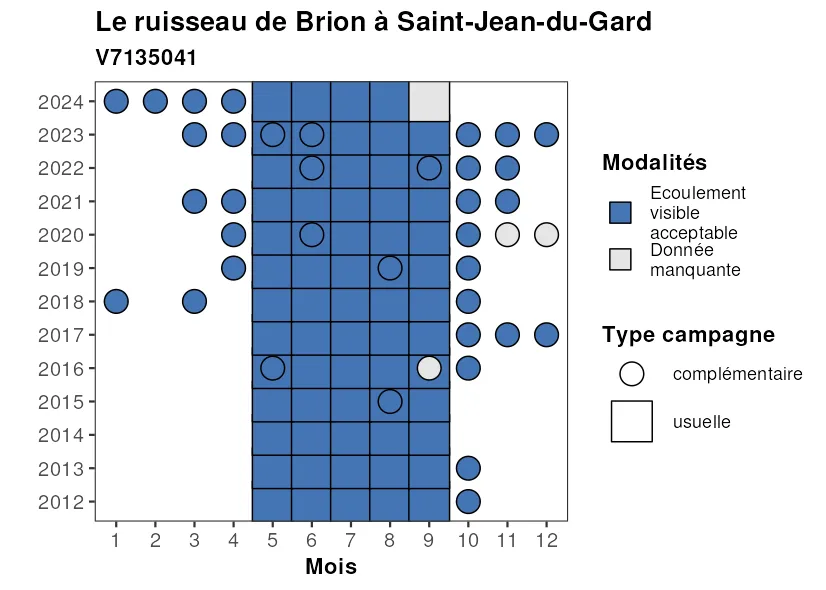 Le ruisseau de Brion à Saint-Jean-du-Gard
V7135041
2024
2023
2022
2021
2020
2019
2018
2017
2016
2015
2014
2013
2012
1 2 3 4 5 6 7 8 9 10 11 12
Mois
Modalités
Ecoulement
visible
acceptable
Donnée
manquante
Type campagne
complémentaire
usuelle